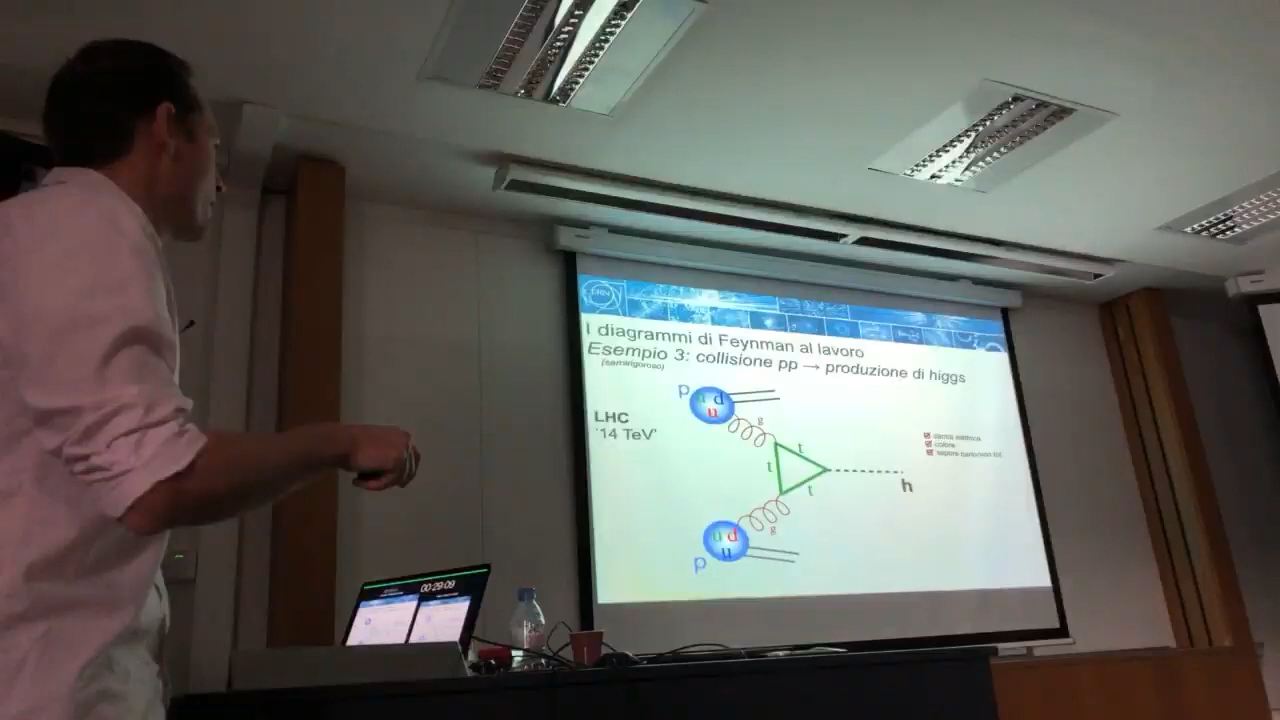 CERN
I diagrammi di Feynman al lavoro
Esempio 3: collisione pp → produzione di higgs
(semirigoroso)
LHC
'14 TeV'
p
u d
u
g
t
t
t
h
carica elettrica
colore
sapore
g
u d
u
p
00:29:09